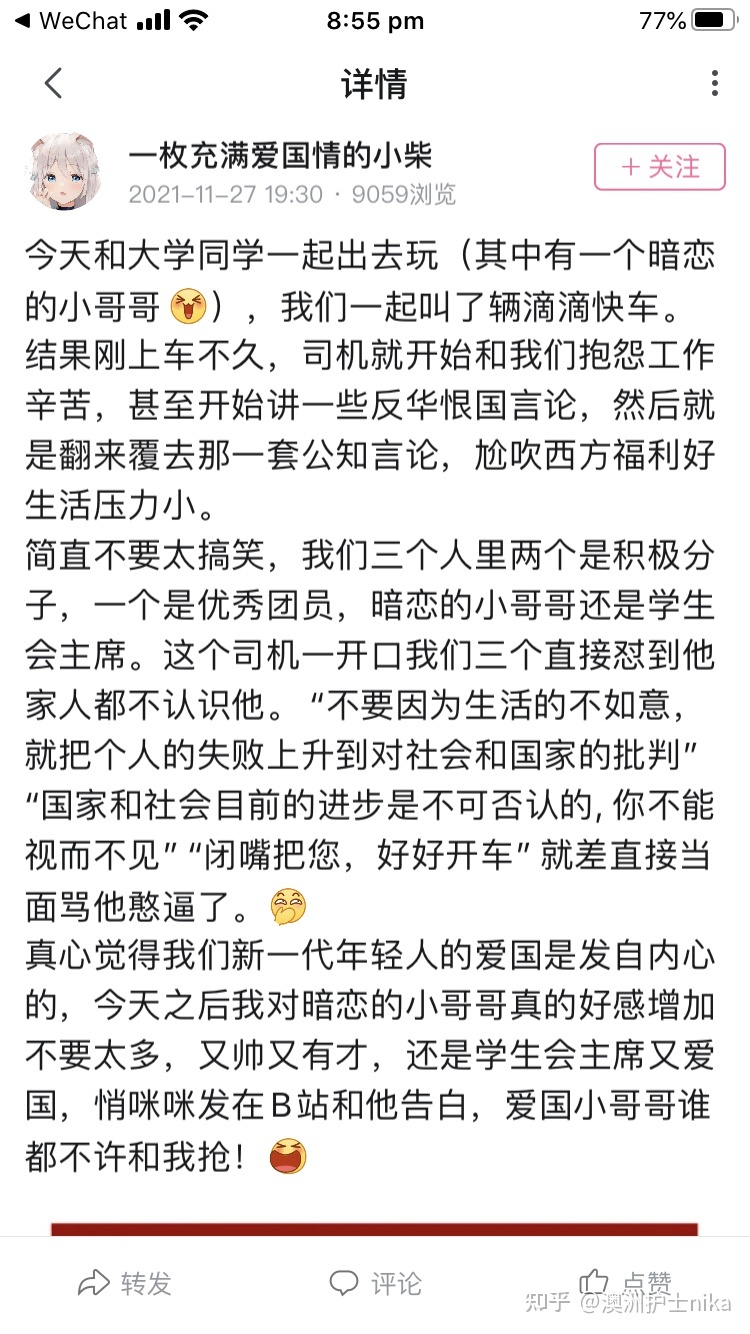 WeChat 8:55 pm 77%
详情
一枚充满爱国情的小柴
2021-11-27 19:30 · 9059浏览
+ 关注
今天和大学同学一起出去玩（其中有一个暗恋
的小哥哥），我们一起叫了辆滴滴快车。
结果刚上车不久，司机就开始和我们抱怨工作
辛苦，甚至开始讲一些反华恨国言论，然后就
是翻来覆去那一套公知言论，尬吹西方福利好
生活压力小。
简直不要太搞笑，我们三个人里两个是积极分
子，一个是优秀团员，暗恋的小哥哥还是学生
会主席。这个司机一开口我们三个直接怼到他
家人都不认识他。“不要因为生活的不如意，
就把个人的失败上升到对社会和国家的批判”
“国家和社会目前的进步是不可否认的, 你不能
视而不见” “闭嘴把您，好好开车” 就差直接当
面骂他憨逼了。
真心觉得我们新一代年轻人的爱国是发自内心
的，今天之后我对暗恋的小哥哥真的好感增加
不要太多，又帅又有才，还是学生会主席又爱
国，悄咪咪发在B站和他告白，爱国小哥哥谁
都不许和我抢！
转发 评论 点赞
知乎 @澳洲护士nika